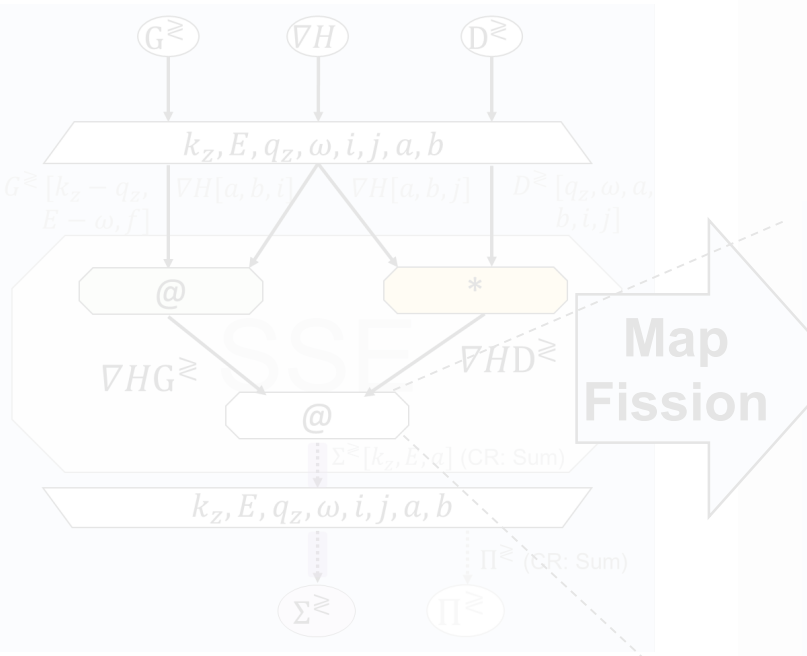 G≷ ∇H D≷
k_z, E, q_z, ω, i, j, a, b
G≷[k_z − q_z, E − ω, f] ∇H[a, b, i] ∇H[a, b, j] D≷[q_z, ω, a, b, i, j]
@ *
SSE
∇HG≷ ∇HD≷
Map
Fission
@
Σ≷[k_z, E, a] (CR: Sum)
k_z, E, q_z, ω, i, j, a, b
Π≷ (CR: Sum)
Σ≷ Π≷